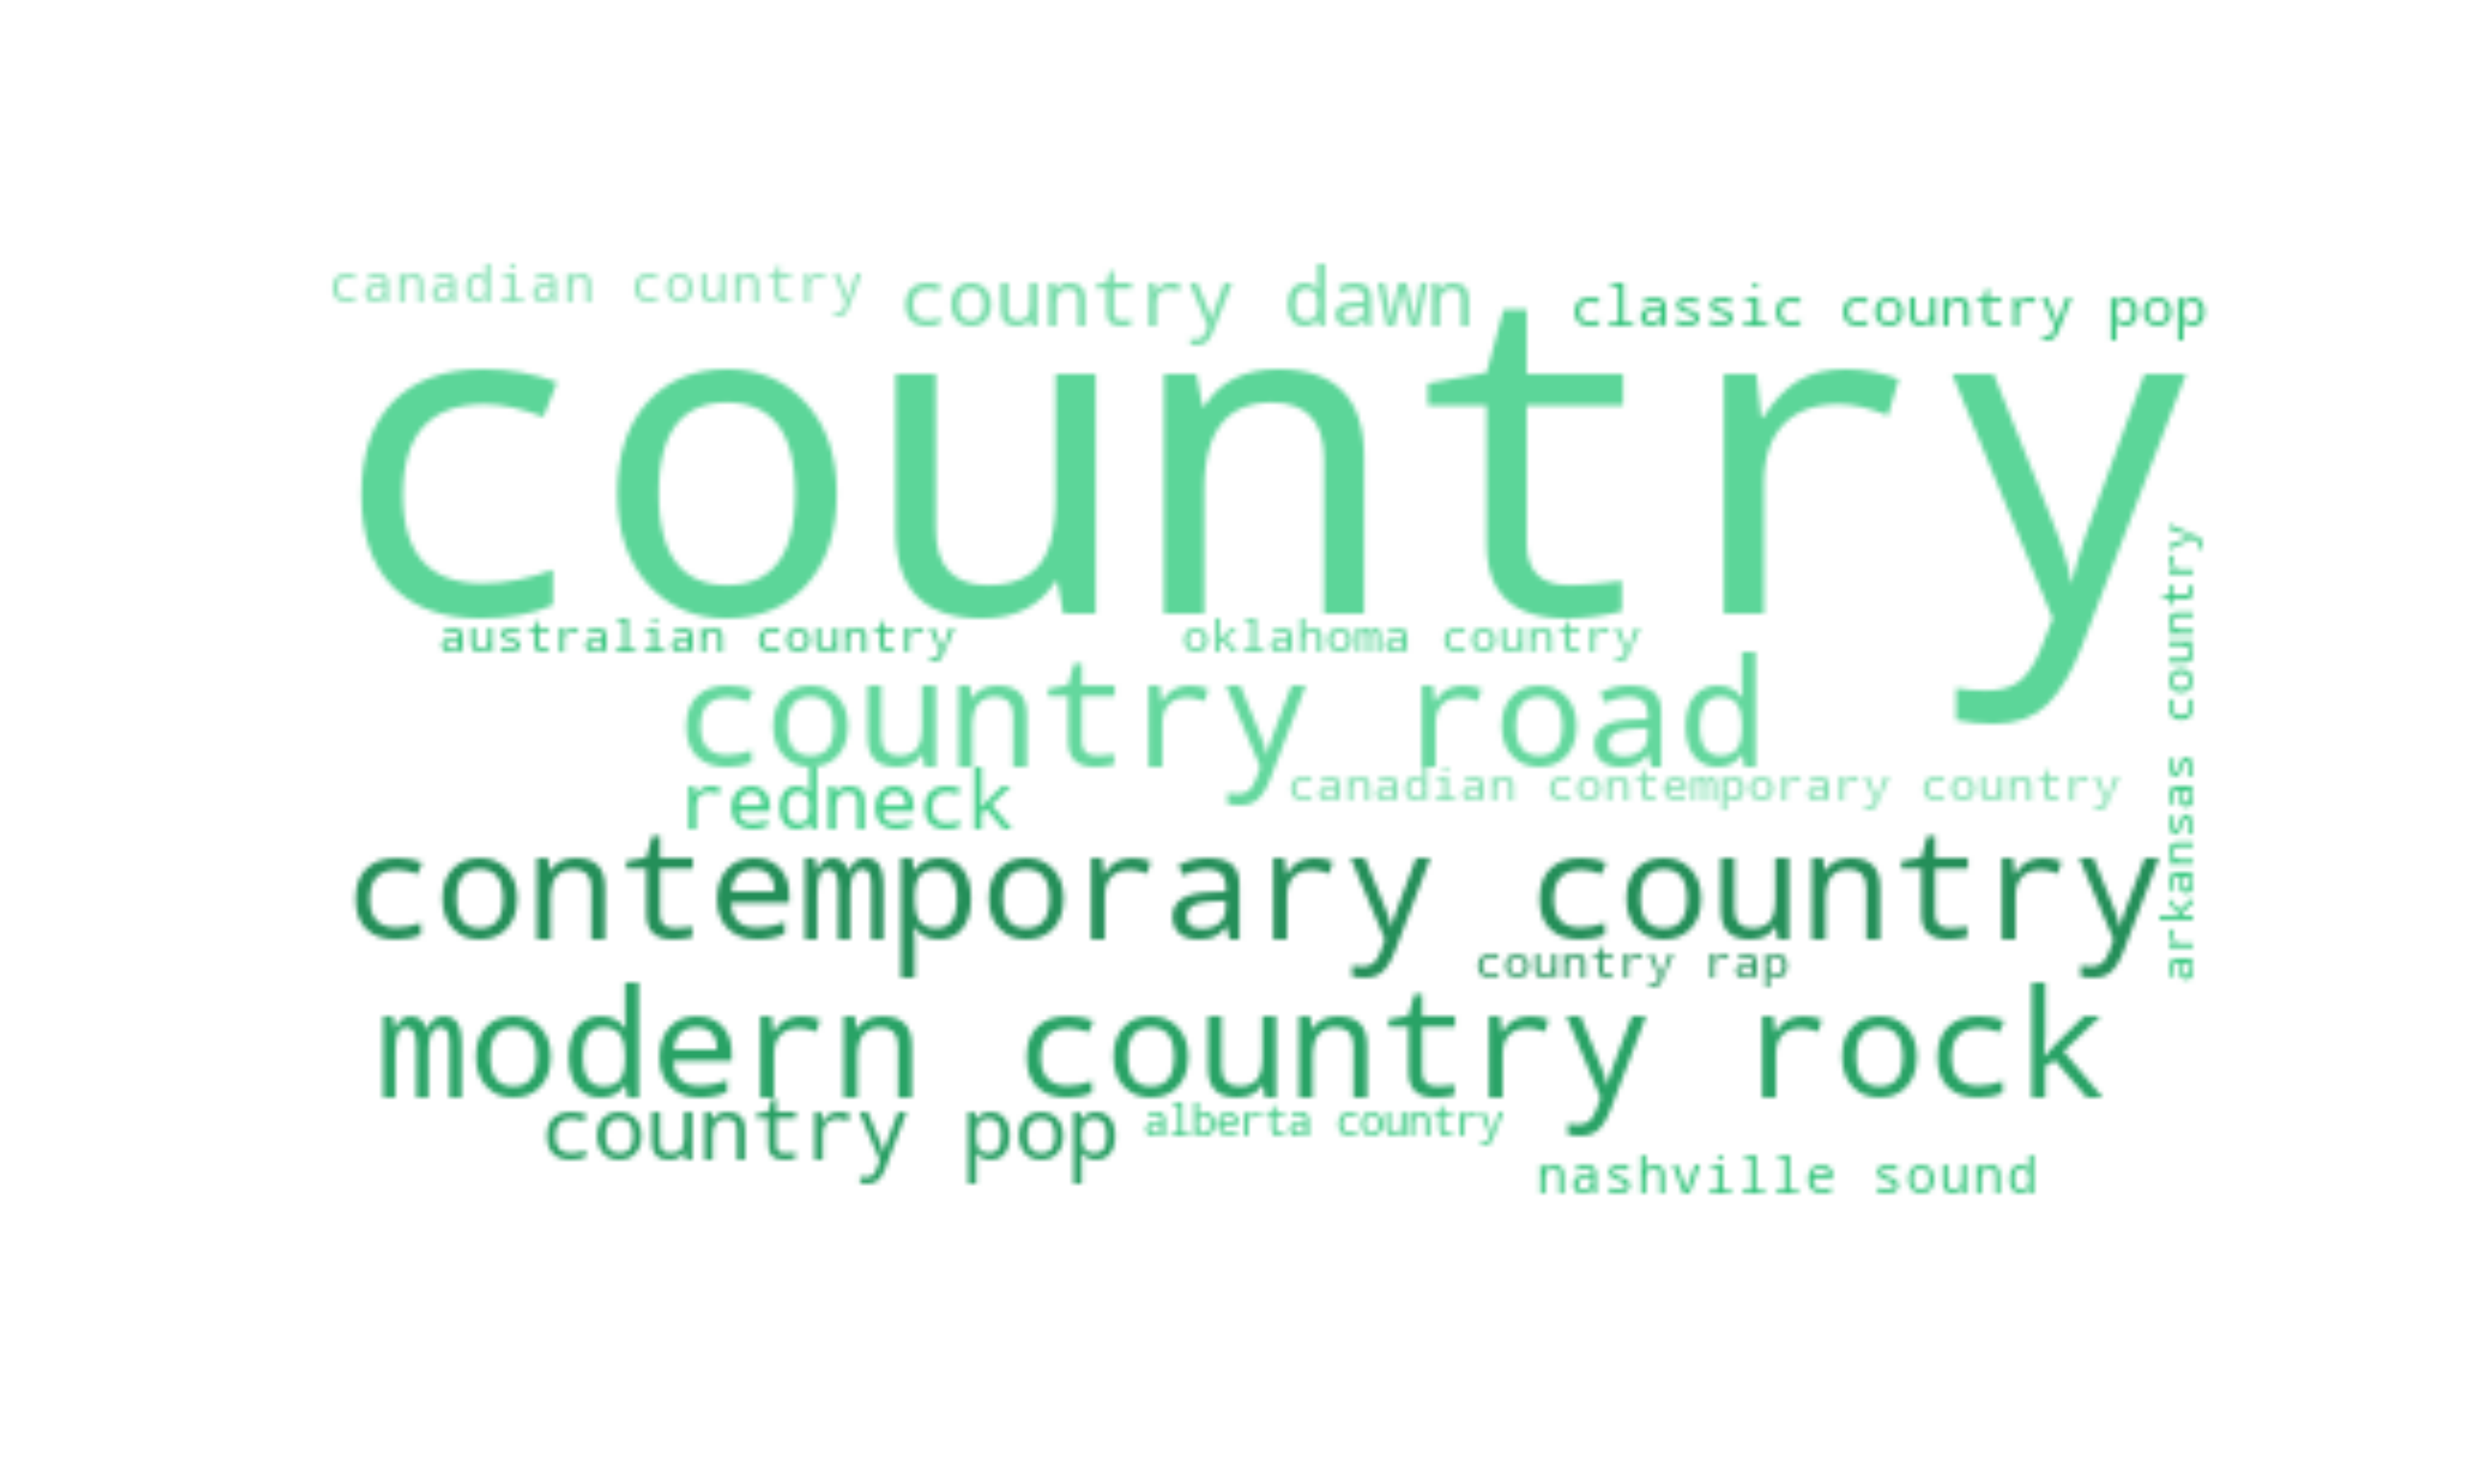 canadian country
country dawn
classic country pop
country
australian country
oklahoma country
arkansas country
country road
redneck
canadian contemporary country
contemporary country
country rap
modern country rock
country pop
alberta country
nashville sound